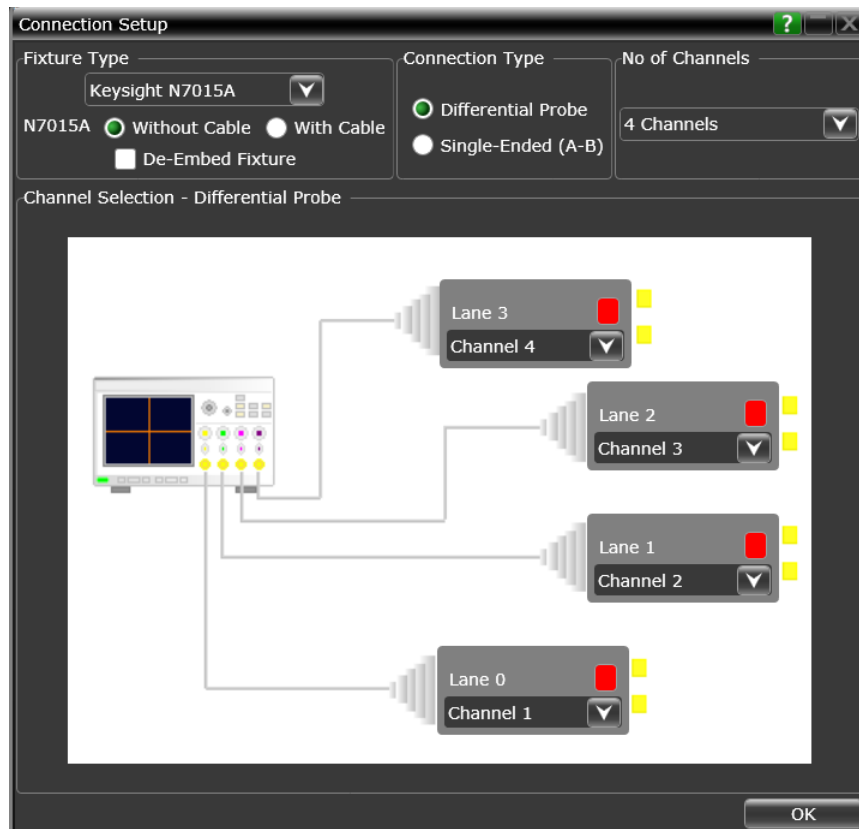 Connection Setup
?
Fixture Type
Keysight N7015A
N7015A Without Cable With Cable
De-Embed Fixture
Connection Type
Differential Probe
Single-Ended (A-B)
No of Channels
4 Channels
Channel Selection - Differential Probe
Lane 3
Channel 4
Lane 2
Channel 3
Lane 1
Channel 2
Lane 0
Channel 1
OK